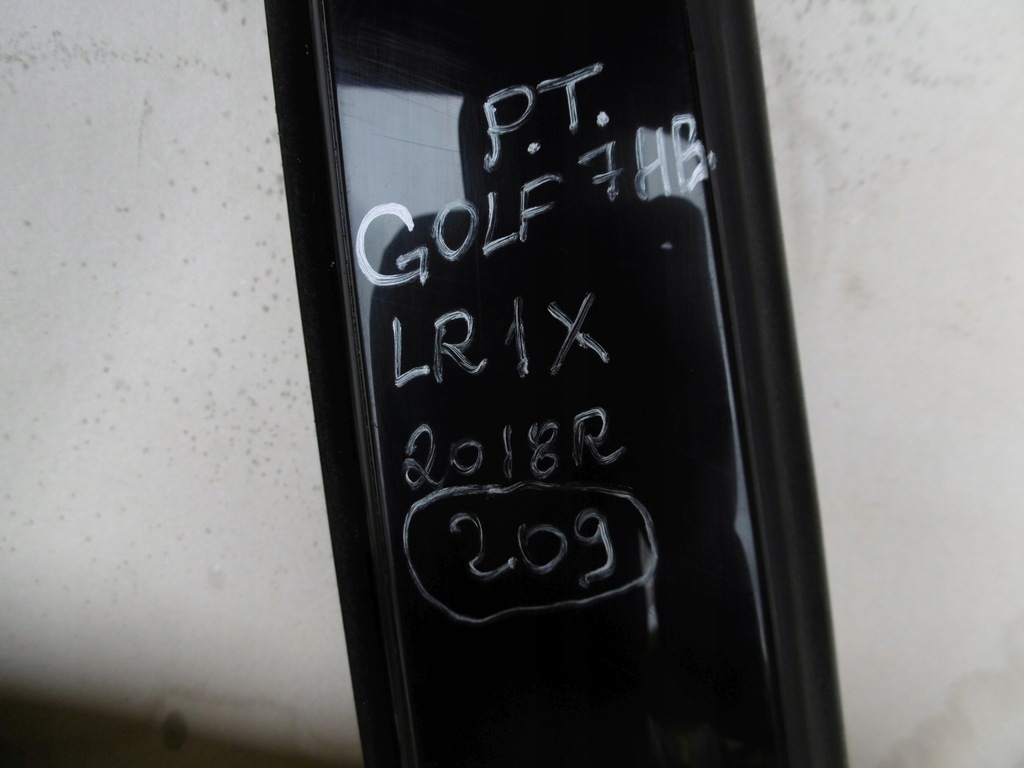 P.T.
GOLF 7 HB.
LR1X
2018R
209